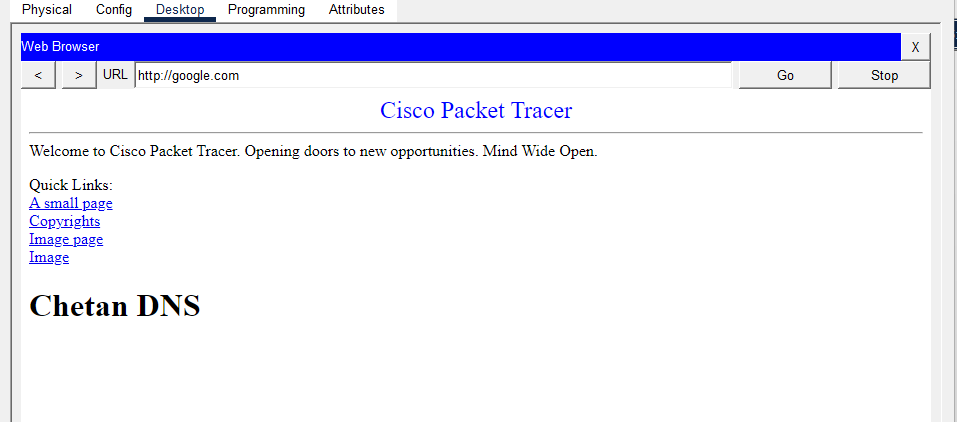 Physical Config Desktop Programming Attributes
Web Browser X
< > URL http://google.com Go Stop
Cisco Packet Tracer
Welcome to Cisco Packet Tracer. Opening doors to new opportunities. Mind Wide Open.
Quick Links:
A small page
Copyrights
Image page
Image
Chetan DNS